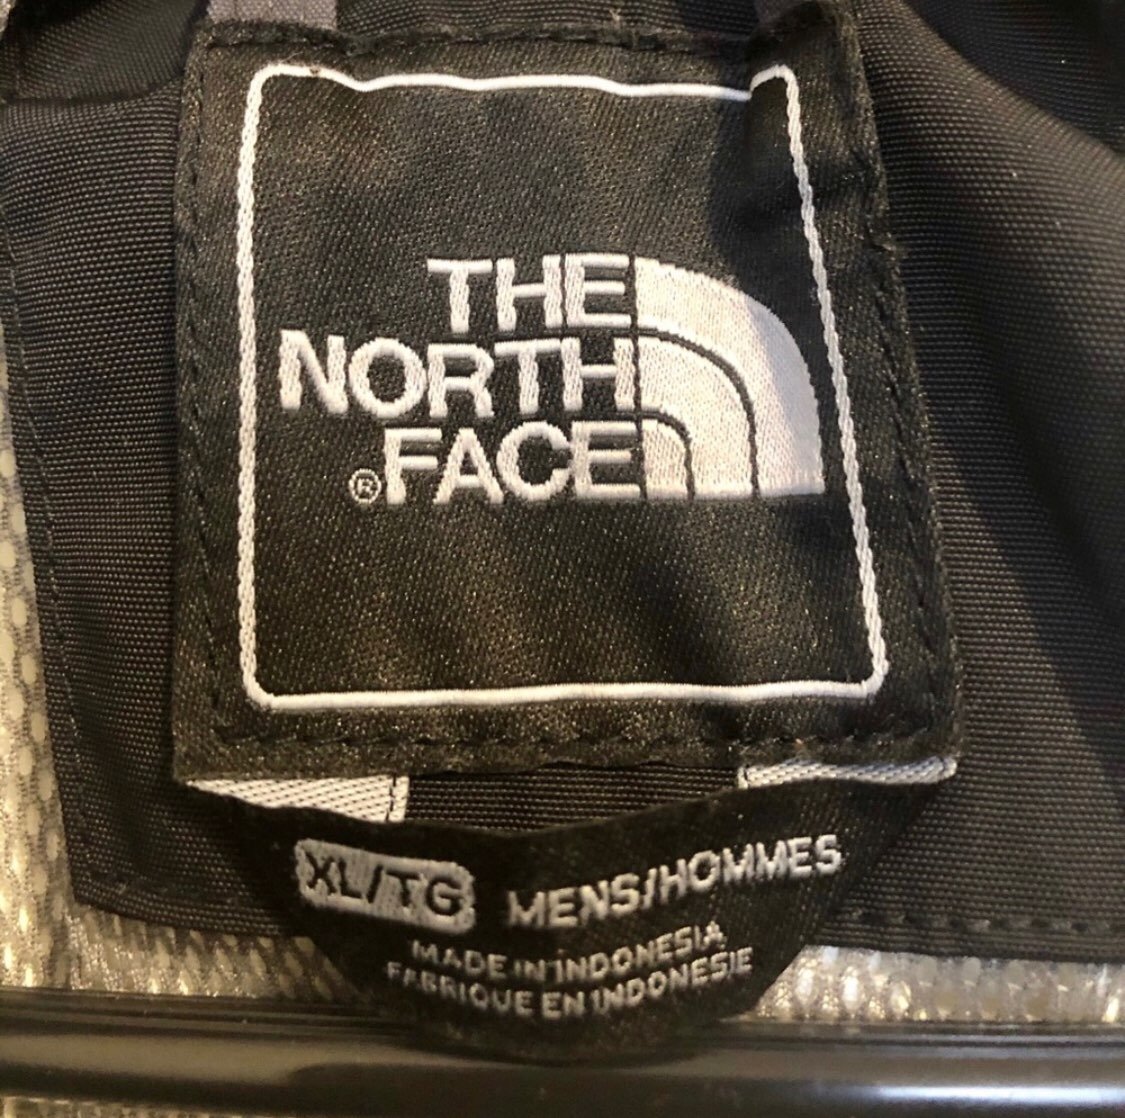 THE
NORTH
FACE
®
XL/TG MENS/HOMMES
MADE IN INDONESIA
FABRIQUE EN INDONESIE